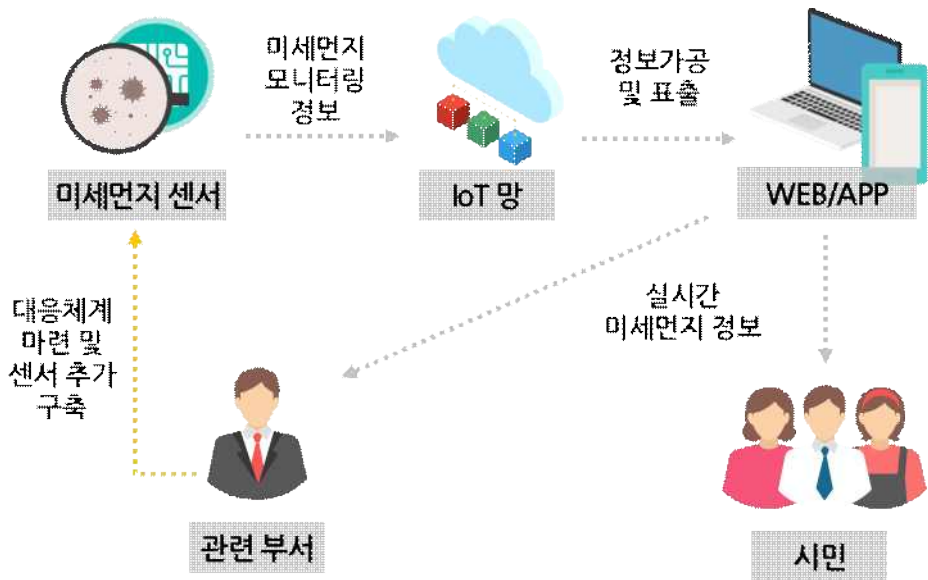 미세먼지
모니터링
정보
정보가공
및 표출
미세먼지 센서
IoT 망
WEB/APP
대응체계
마련 및
센서 추가
구축
실시간
미세먼지 정보
관련 부서
시민